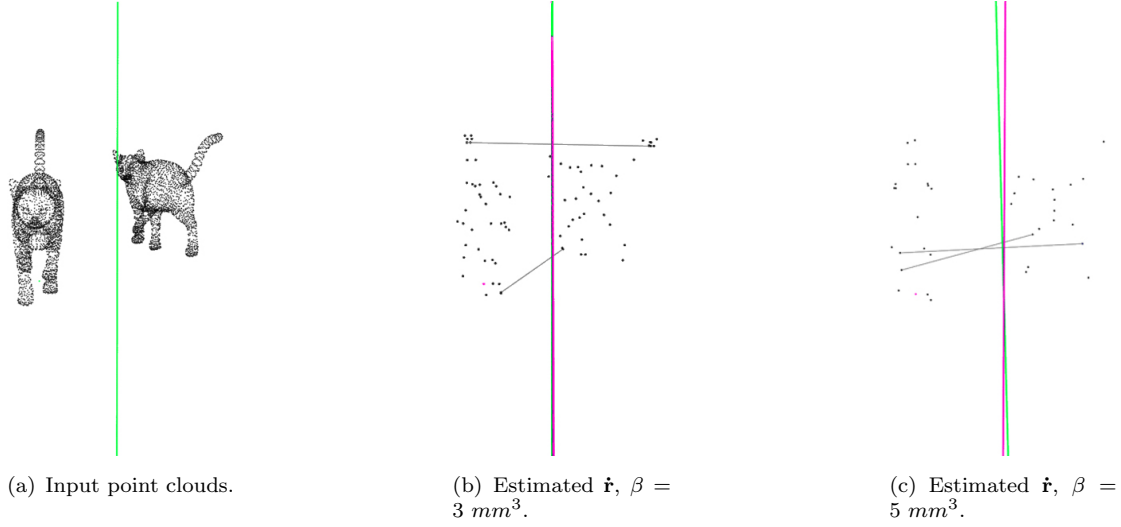 (a) Input point clouds.
(b) Estimated ṙ, β =
3 mm³.
(c) Estimated ṙ, β =
5 mm³.